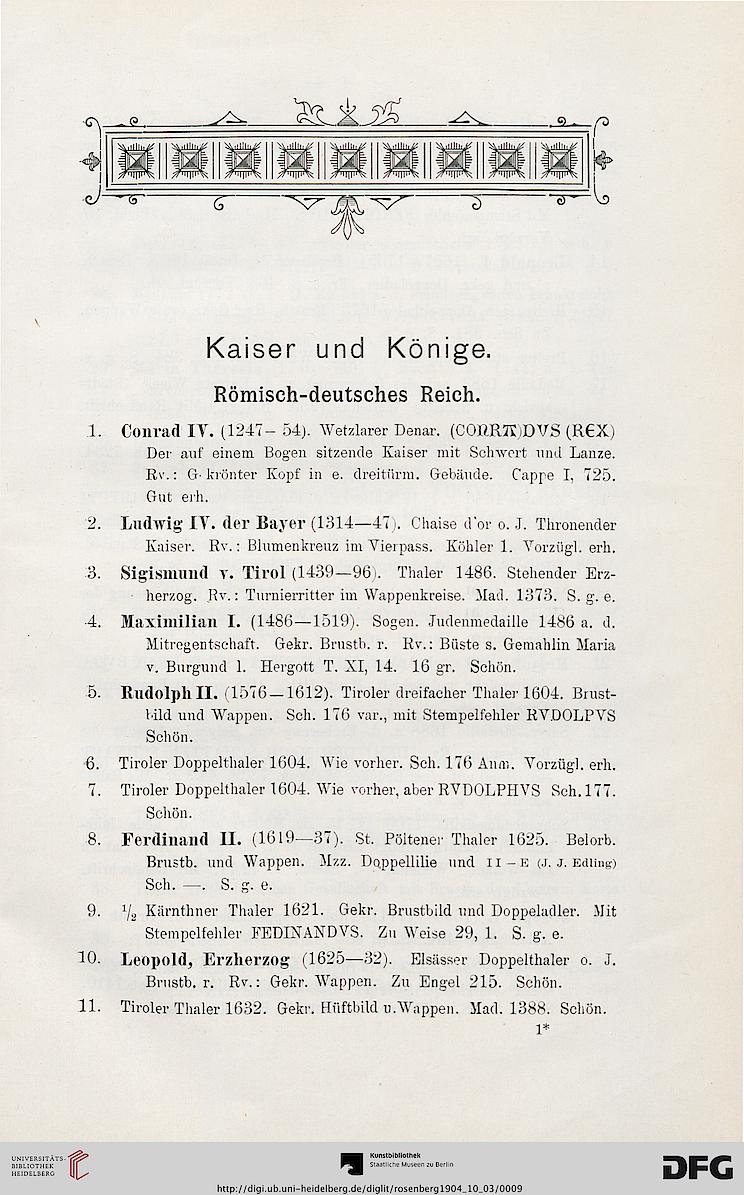 Kaiser und Könige.
Römisch-deutsches Reich.
1. Conrad IV. (1247– 54). Wetzlarer Denar. (CONRA)DVS (REX)
Der auf einem Bogen sitzende Kaiser mit Schwert und Lanze.
Rv.: G-krönter Kopf in e. dreitürm. Gebäude. Cappe I, 725.
Gut erh.
2. Ludwig IV. der Bayer (1314—47). Chaise d'or o. J. Thronender
Kaiser. Rv.: Blumenkreuz im Vierpass. Köhler 1. Vorzügl. erh.
3. Sigismund v. Tirol (1439—96). Thaler 1486. Stehender Erz-
herzog. Rv.: Turnierritter im Wappenkreise. Mad. 1373. S. g. e.
4. Maximilian I. (1486—1519). Sogen. Judenmedaille 1486 a. d.
Mitregentschaft. Gekr. Brustb. r. Rv.: Büste s. Gemahlin Maria
v. Burgund l. Hergott T. XI, 14. 16 gr. Schön.
5. Rudolph II. (1576—1612). Tiroler dreifacher Thaler 1604. Brust-
bild und Wappen. Sch. 176 var., mit Stempelfehler RVDOLPVS
Schön.
6. Tiroler Doppelthaler 1604. Wie vorher. Sch. 176 Anm. Vorzügl. erh.
7. Tiroler Doppelthaler 1604. Wie vorher, aber RVDOLPHVS Sch. 177.
Schön.
8. Ferdinand II. (1619—37). St. Pöltener Thaler 1625. Belorb.
Brustb. und Wappen. Mzz. Doppellilie und II – E (J. J. Edling)
Sch. —. S. g. e.
9. 1/2 Kärnthner Thaler 1621. Gekr. Brustbild und Doppeladler. Mit
Stempelfehler FEDINANDVS. Zu Weise 29, 1. S. g. e.
10. Leopold, Erzherzog (1625—32). Elsässer Doppelthaler o. J.
Brustb. r. Rv.: Gekr. Wappen. Zu Engel 215. Schön.
11. Tiroler Thaler 1632. Gekr. Hüftbild u. Wappen. Mad. 1388. Schön.
1*
UNIVERSITÄTS-
BIBLIOTHEK
HEIDELBERG
Kunstbibliothek
Staatliche Museen zu Berlin
DFG
http://digi.ub.uni-heidelberg.de/diglit/rosenberg1904_10_03/0009